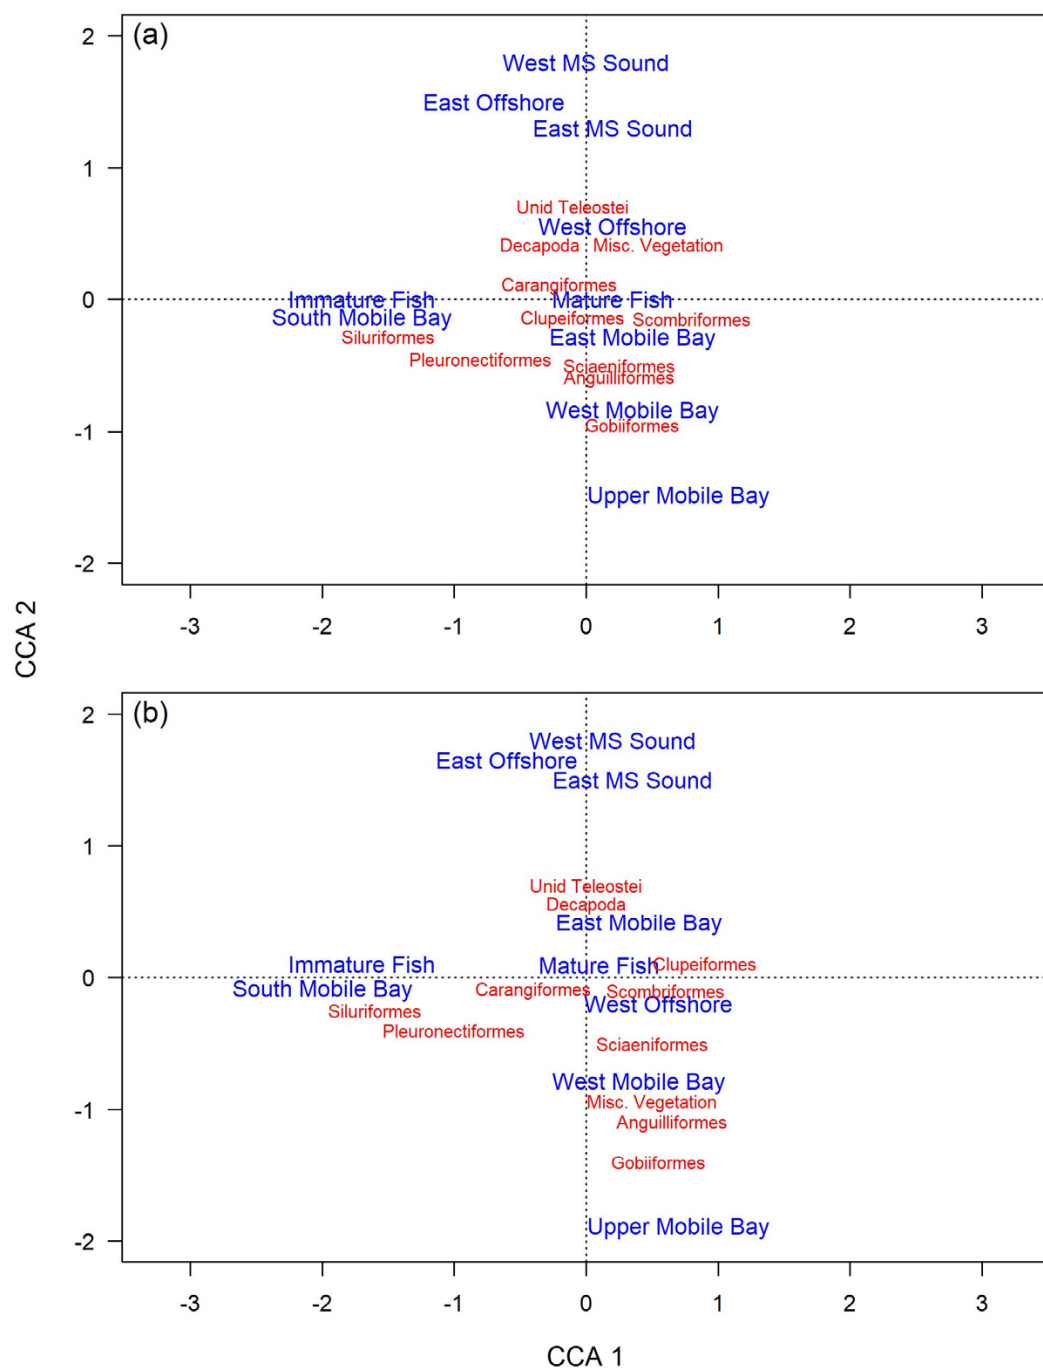 (a)
2
West MS Sound
East Offshore
East MS Sound
1
Unid Teleostei
West Offshore
Decapoda Misc. Vegetation
Carangiformes
0
Immature Fish Mature Fish
South Mobile Bay Clupeiformes Scombriformes
Siluriformes East Mobile Bay
Pleuronectiformes Sciaeniformes
Anguilliformes
West Mobile Bay
-1
Gobiiformes
Upper Mobile Bay
-2
-3 -2 -1 0 1 2 3
CCA 2
(b)
2
West MS Sound
East Offshore
East MS Sound
1
Unid Teleostei
Decapoda
East Mobile Bay
Immature Fish Mature Fish Clupeiformes
0
South Mobile Bay Carangiformes Scombriformes
West Offshore
Siluriformes
Pleuronectiformes
Sciaeniformes
West Mobile Bay
-1
Misc. Vegetation
Anguilliformes
Gobiiformes
Upper Mobile Bay
-2
-3 -2 -1 0 1 2 3
CCA 1